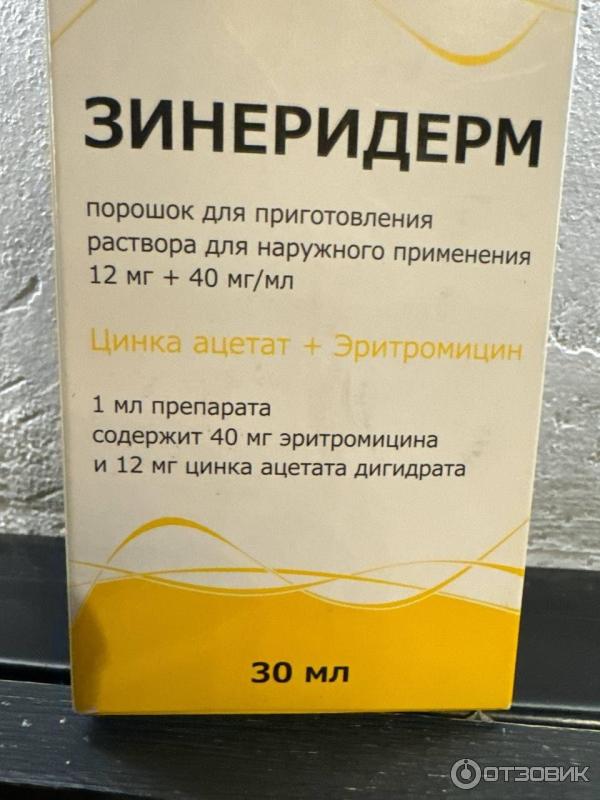 ЗИНЕРИДЕРМ
порошок для приготовления
раствора для наружного применения
12 мг + 40 мг/мл
Цинка ацетат + Эритромицин
1 мл препарата
содержит 40 мг эритромицина
и 12 мг цинка ацетата дигидрата
30 мл
ОТЗОВИК